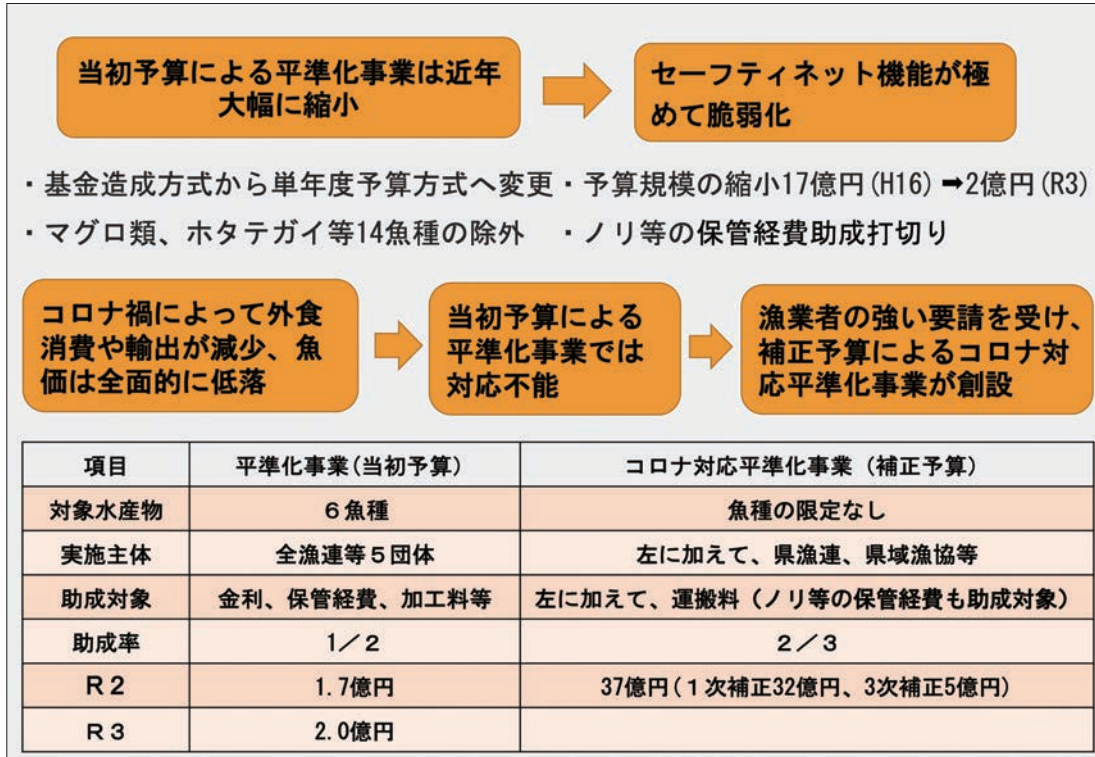 当初予算による平準化事業は近年
大幅に縮小
セーフティネット機能が極
めて脆弱化
・基金造成方式から単年度予算方式へ変更・予算規模の縮小17億円(H16)➡2億円(R3)
・マグロ類、ホタテガイ等14魚種の除外　・ノリ等の保管経費助成打切り
コロナ禍によって外食
消費や輸出が減少、魚
価は全面的に低落
当初予算による
平準化事業では
対応不能
漁業者の強い要請を受け、
補正予算によるコロナ対
応平準化事業が創設
項目　平準化事業(当初予算)　コロナ対応平準化事業（補正予算）
対象水産物　６魚種　魚種の限定なし
実施主体　全漁連等５団体　左に加えて、県漁連、県域漁協等
助成対象　金利、保管経費、加工料等　左に加えて、運搬料（ノリ等の保管経費も助成対象）
助成率　1／２　２／３
Ｒ２　1.7億円　37億円(１次補正32億円、3次補正5億円)
Ｒ３　2.0億円